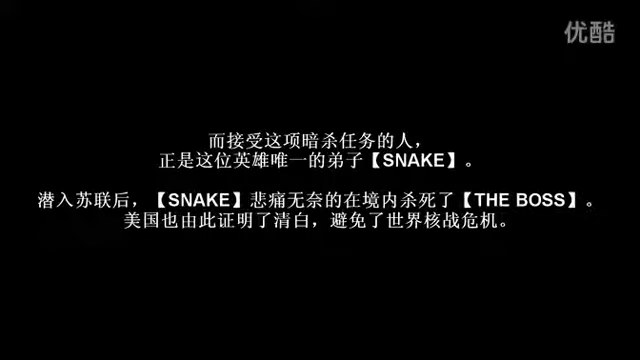 优酷
而接受这项暗杀任务的人，
正是这位英雄唯一的弟子【SNAKE】。
潜入苏联后，【SNAKE】悲痛无奈的在境内杀死了【THE BOSS】。
美国也由此证明了清白，避免了世界核战危机。